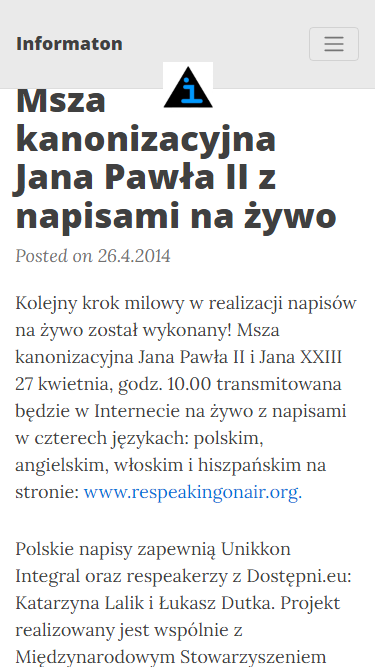 Informaton
i
Msza
kanonizacyjna
Jana Pawła II z
napisami na żywo
Posted on 26.4.2014
Kolejny krok milowy w realizacji napisów
na żywo został wykonany! Msza
kanonizacyjna Jana Pawła II i Jana XXIII
27 kwietnia, godz. 10.00 transmitowana
będzie w Internecie na żywo z napisami
w czterech językach: polskim,
angielskim, włoskim i hiszpańskim na
stronie: www.respeakingonair.org.
Polskie napisy zapewnią Unikkon
Integral oraz respeakerzy z Dostępni.eu:
Katarzyna Lalik i Łukasz Dutka. Projekt
realizowany jest wspólnie z
Międzynarodowym Stowarzyszeniem